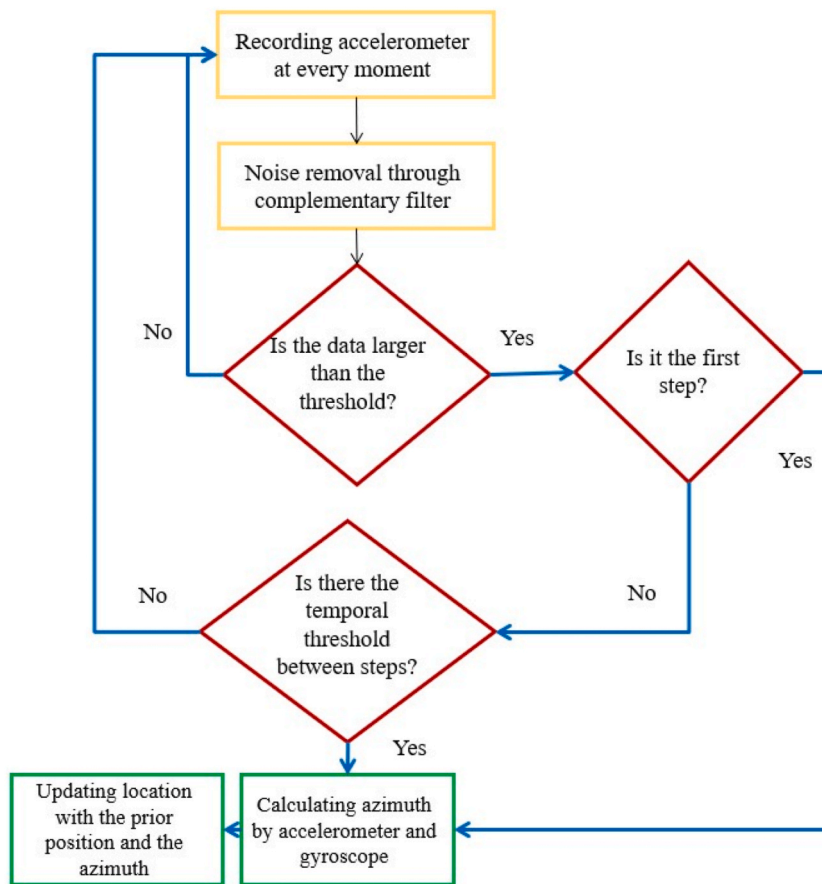 Recording accelerometer
at every moment
Noise removal through
complementary filter
No
Is the data larger
than the
threshold?
Yes
Is it the first
step?
Yes
No
Is there the
temporal
threshold
between steps?
No
Yes
Updating location
with the prior
position and the
azimuth
Calculating azimuth
by accelerometer and
gyroscope